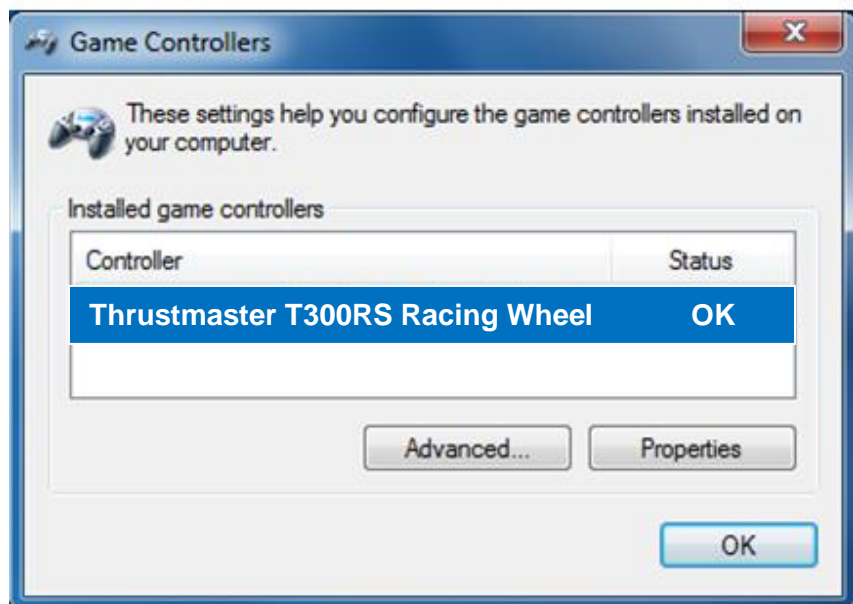 Game Controllers
These settings help you configure the game controllers installed on
your computer.
Installed game controllers
Controller Status
Thrustmaster T300RS Racing Wheel OK
Advanced... Properties
OK